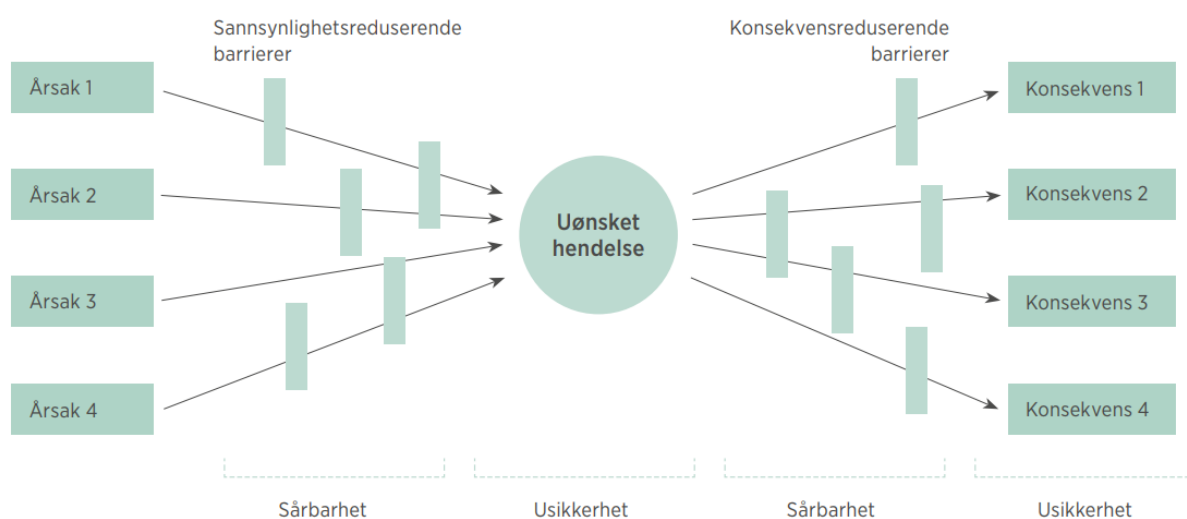 Sannsynlighetsreduserende
barrierer
Konsekvensreduserende
barrierer
Årsak 1
Årsak 2
Årsak 3
Årsak 4
Uønsket
hendelse
Konsekvens 1
Konsekvens 2
Konsekvens 3
Konsekvens 4
Sårbarhet
Usikkerhet
Sårbarhet
Usikkerhet